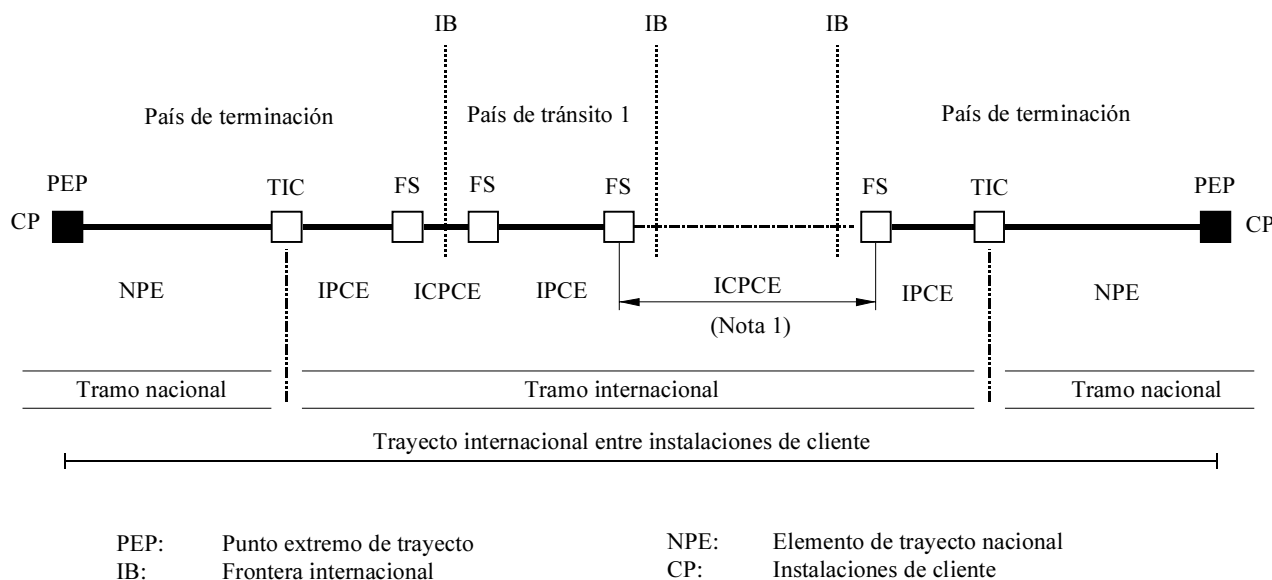 IB IB IB
País de terminación País de tránsito 1 País de terminación
PEP TIC FS FS FS FS TIC PEP
CP CP
NPE IPCE ICPCE IPCE ICPCE IPCE NPE
(Nota 1)
Tramo nacional Tramo internacional Tramo nacional
Trayecto internacional entre instalaciones de cliente
PEP: Punto extremo de trayecto NPE: Elemento de trayecto nacional
IB: Frontera internacional CP: Instalaciones de cliente